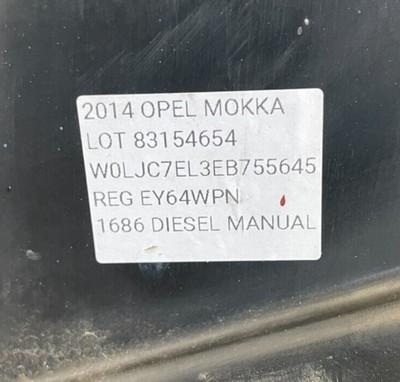 2014 OPEL MOKKA
LOT 83154654
W0LJC7EL3EB755645
REG EY64WPN
1686 DIESEL MANUAL